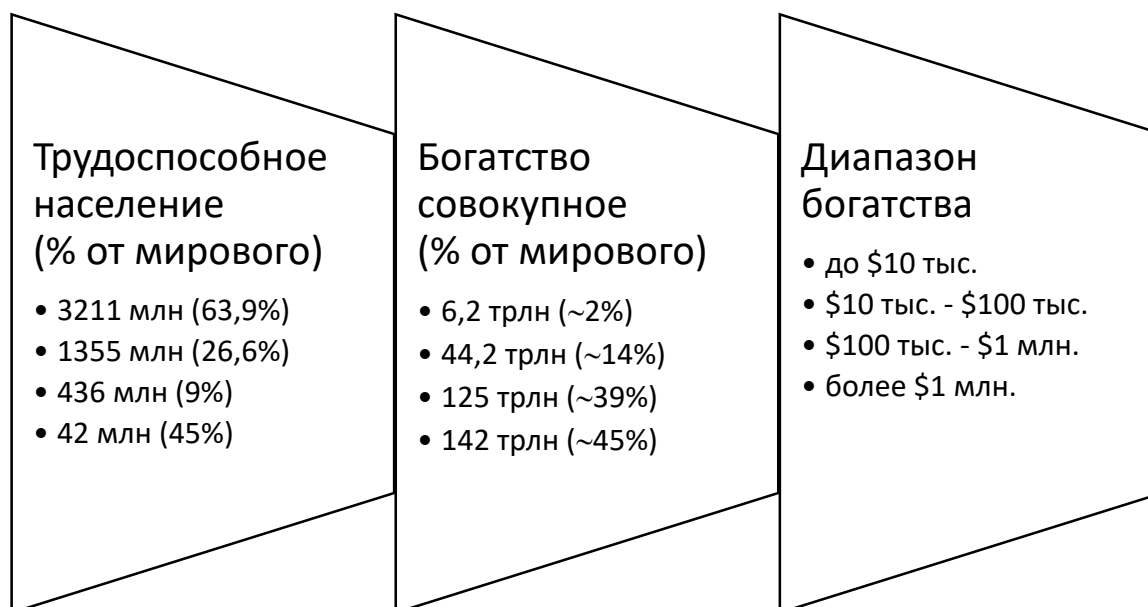 Трудоспособное
население
(% от мирового)
• 3211 млн (63,9%)
• 1355 млн (26,6%)
• 436 млн (9%)
• 42 млн (45%)
Богатство
совокупное
(% от мирового)
• 6,2 трлн (~2%)
• 44,2 трлн (~14%)
• 125 трлн (~39%)
• 142 трлн (~45%)
Диапазон
богатства
• до $10 тыс.
• $10 тыс. - $100 тыс.
• $100 тыс. - $1 млн.
• более $1 млн.